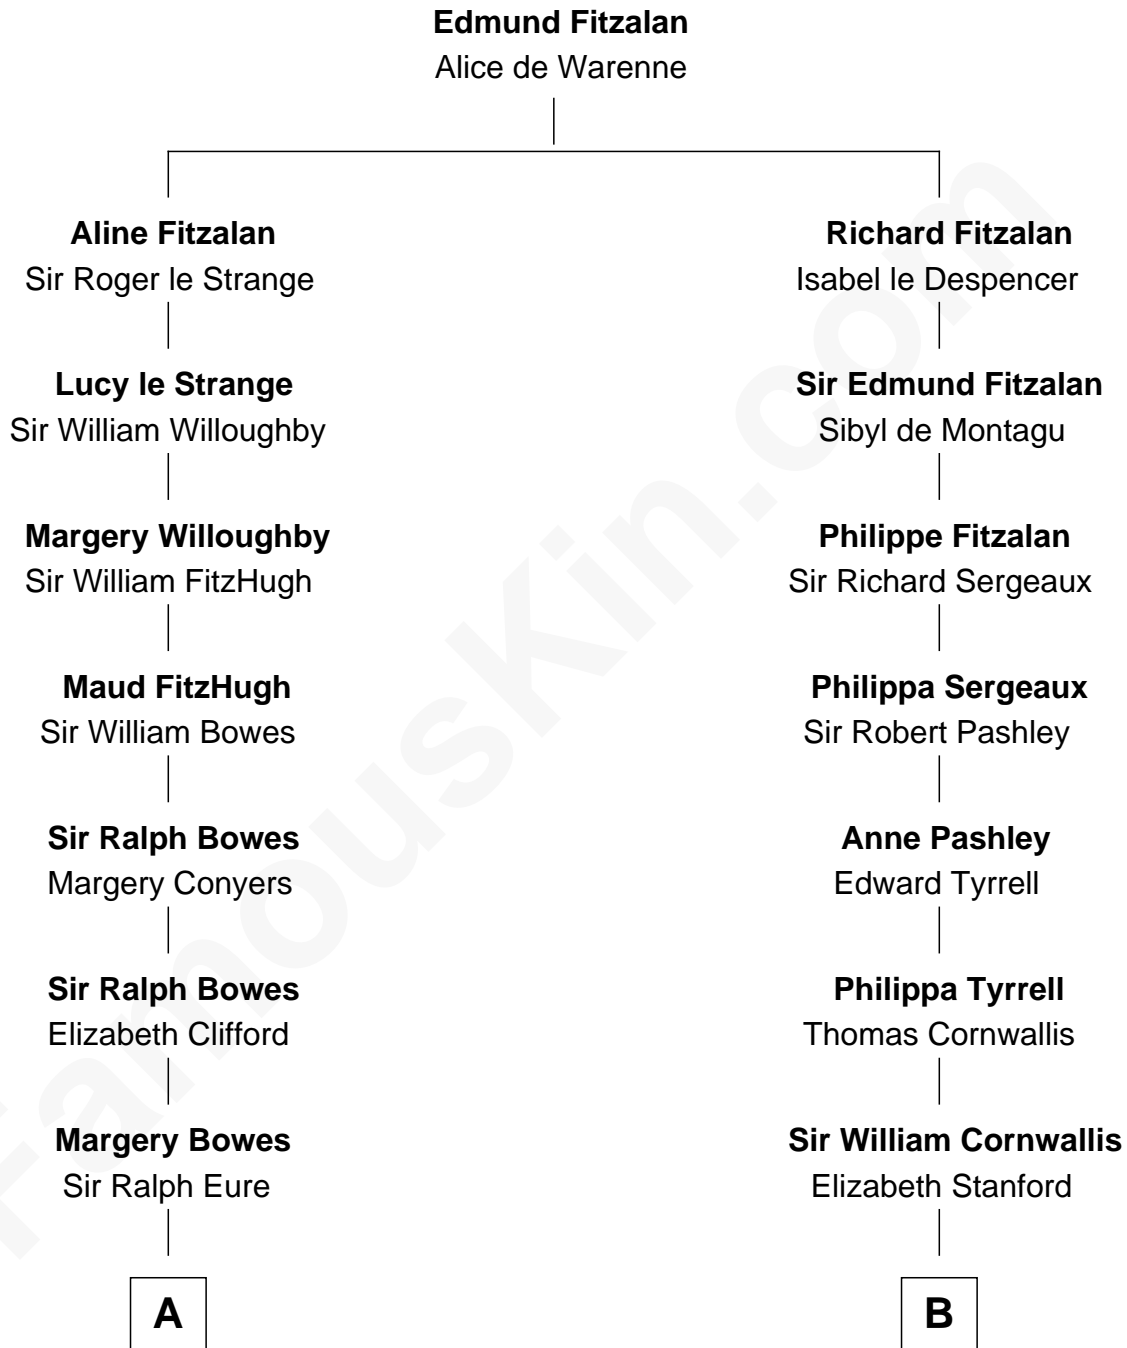 Edmund Fitzalan
Alice de Warenne
Aline Fitzalan
Sir Roger le Strange
Richard Fitzalan
Isabel le Despencer
Lucy le Strange
Sir William Willoughby
Sir Edmund Fitzalan
Sibyl de Montagu
Margery Willoughby
Sir William FitzHugh
Philippe Fitzalan
Sir Richard Sergeaux
Maud FitzHugh
Sir William Bowes
Philippa Sergeaux
Sir Robert Pashley
Sir Ralph Bowes
Margery Conyers
Anne Pashley
Edward Tyrrell
Sir Ralph Bowes
Elizabeth Clifford
Philippa Tyrrell
Thomas Cornwallis
Margery Bowes
Sir Ralph Eure
Sir William Cornwallis
Elizabeth Stanford
A
B
FamousKin.com